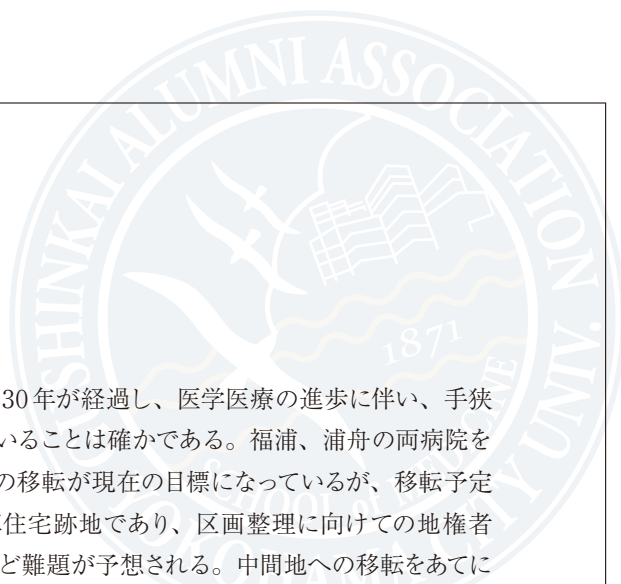 SHINKAI ALUMNI ASSOCIATION
1871
30年が経過し、医学医療の進歩に伴い、手狭
いることは確かである。福浦、浦舟の両病院を
の移転が現在の目標になっているが、移転予定
住宅跡地であり、区画整理に向けての地権者
ど難題が予想される。中間地への移転をあてに